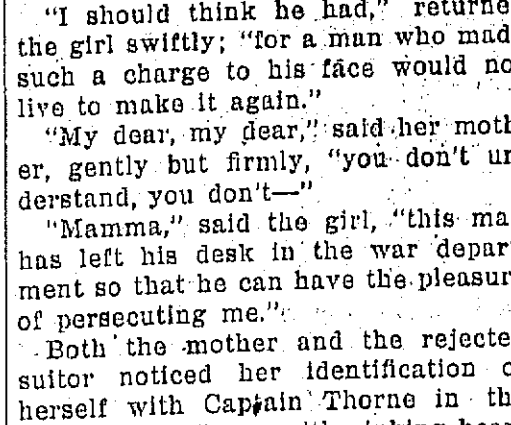 "I should think he had," returne
the girl swiftly; "for a man who mad
such a charge to his face would no
live to make it again."
"My dear, my dear," said her moth
er, gently but firmly, "you don't un
derstand, you don't—"
"Mamma," said the girl, "this ma
has left his desk in the war depar
ment so that he can have the pleasur
of persecuting me."
Both the mother and the rejecte
suitor noticed her identification o
herself with Captain Thorne in th